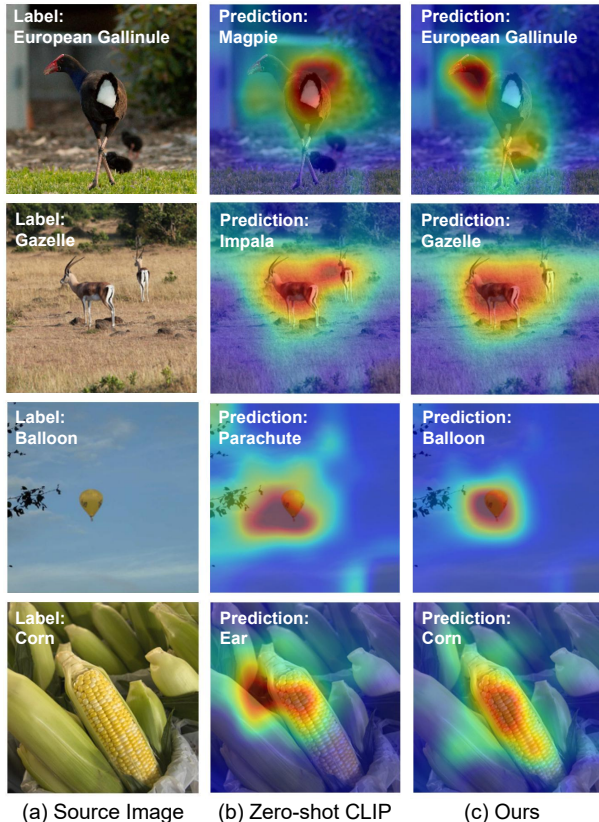 Label:
European Gallinule
Prediction:
Magpie
Prediction:
European Gallinule
Label:
Gazelle
Prediction:
Impala
Prediction:
Gazelle
Label:
Balloon
Prediction:
Parachute
Prediction:
Balloon
Label:
Corn
Prediction:
Ear
Prediction:
Corn
(a) Source Image
(b) Zero-shot CLIP
(c) Ours